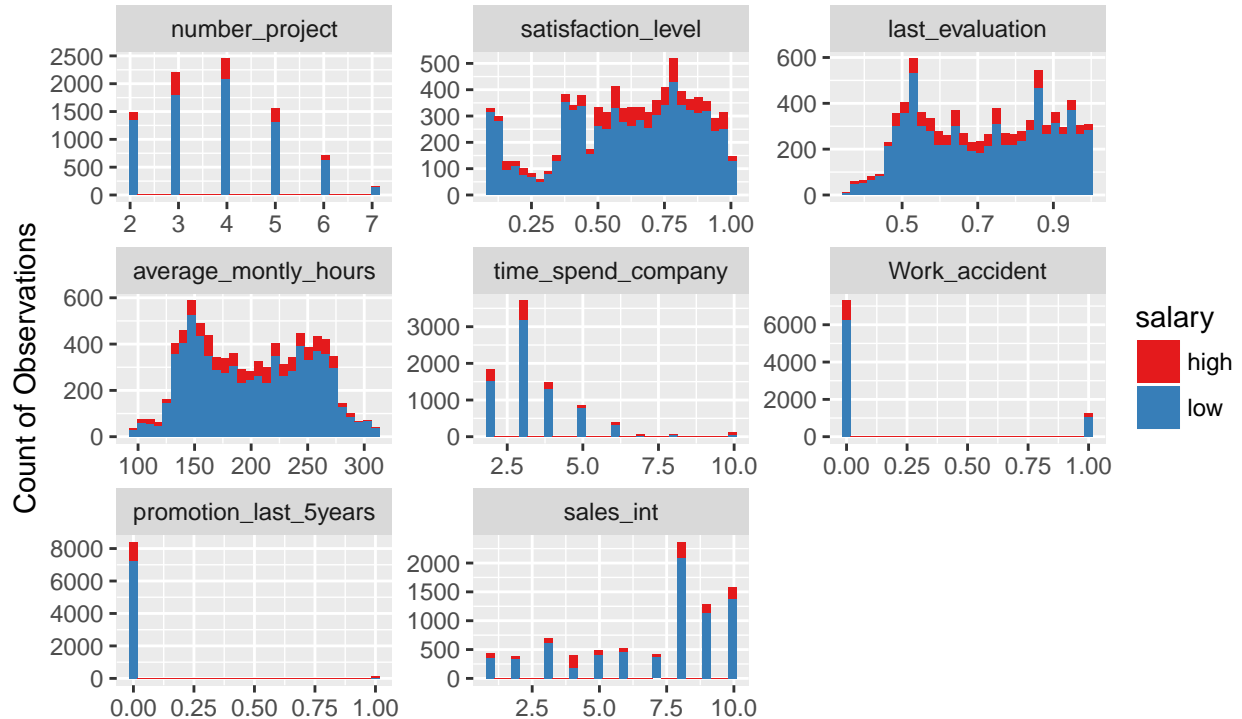 number_project
satisfaction_level
last_evaluation
2500
2000
1500
1000
500
0
2 3 4 5 6 7
500
400
300
200
100
0
0.25 0.50 0.75 1.00
600
400
200
0
0.5 0.7 0.9
Count of Observations
average_montly_hours
time_spend_company
Work_accident
600
400
200
0
100 150 200 250 300
3000
2000
1000
0
2.5 5.0 7.5 10.0
6000
4000
2000
0
0.00 0.25 0.50 0.75 1.00
salary
high
low
promotion_last_5years
sales_int
8000
6000
4000
2000
0
0.00 0.25 0.50 0.75 1.00
2000
1500
1000
500
0
2.5 5.0 7.5 10.0